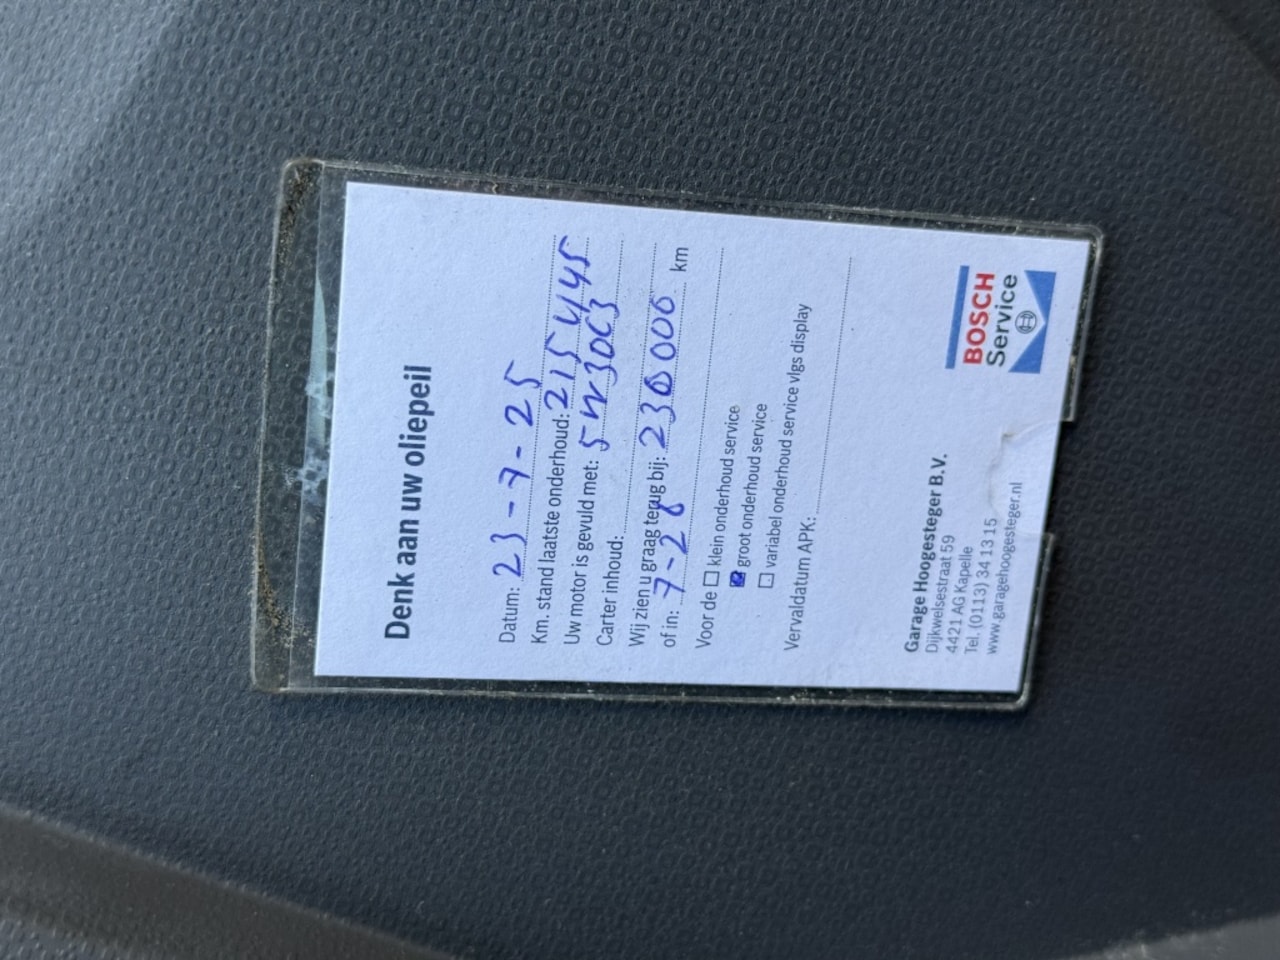 Denk aan uw oliepeil
Datum: 23-7-25
Km. stand laatste onderhoud: 215445
Uw motor is gevuld met: 5W30C3
Carter inhoud:
Wij zien u graag terug bij: 230000 km
of in: 7-26
Voor de ☐ klein onderhoud service
☑ groot onderhoud service
☐ variabel onderhoud service vlgs display
Vervaldatum APK:
Garage Hoogesteger B.V.
Dijkwelsestraat 59
4421 AG Kapelle
Tel. (0113) 34 13 15
www.garagehoogesteger.nl
BOSCH
Service